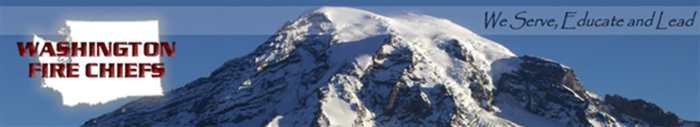 WASHINGTON
FIRE CHIEFS
We Serve, Educate and Lead